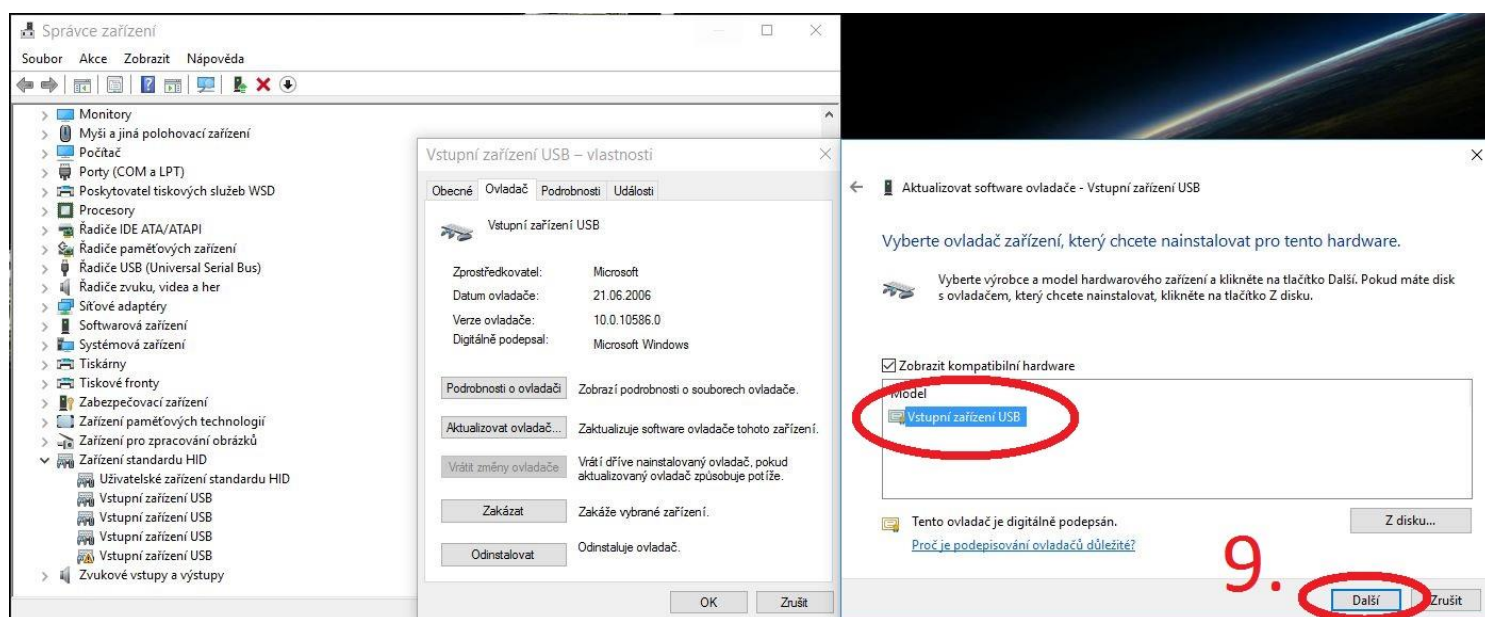 Správce zařízení
Soubor Akce Zobrazit Nápověda
Monitory
Myši a jiná polohovací zařízení
Počítač
Porty (COM a LPT)
Poskytovatel tiskových služeb WSD
Procesory
Řadiče IDE ATA/ATAPI
Řadiče paměťových zařízení
Řadiče USB (Universal Serial Bus)
Řadiče zvuku, videa a her
Síťové adaptéry
Softwarová zařízení
Systémová zařízení
Tiskárny
Tiskové fronty
Zabezpečovací zařízení
Zařízení paměťových technologií
Zařízení pro zpracování obrázků
Zařízení standardu HID
Uživatelské zařízení standardu HID
Vstupní zařízení USB
Vstupní zařízení USB
Vstupní zařízení USB
Vstupní zařízení USB
Zvukové vstupy a výstupy
Vstupní zařízení USB – vlastnosti
Obecné Ovladač Podrobnosti Události
Vstupní zařízení USB
Zprostředkovatel: Microsoft
Datum ovladače: 21.06.2006
Verze ovladače: 10.0.10586.0
Digitálně podepsal: Microsoft Windows
Podrobnosti o ovladači Zobrazí podrobnosti o souborech ovladače.
Aktualizovat ovladač... Zaktualizuje software ovladače tohoto zařízení.
Vrátit změny ovladače Vrátí dříve nainstalovaný ovladač, pokud
aktualizovaný ovladač způsobuje potíže.
Zakázat Zakáže vybrané zařízení.
Odinstalovat Odinstaluje ovladač.
OK Zrušit
Aktualizovat software ovladače - Vstupní zařízení USB
Vyberte ovladač zařízení, který chcete nainstalovat pro tento hardware.
Vyberte výrobce a model hardwarového zařízení a klikněte na tlačítko Další. Pokud máte disk
s ovladačem, který chcete nainstalovat, klikněte na tlačítko Z disku.
Zobrazit kompatibilní hardware
Model
Vstupní zařízení USB
Tento ovladač je digitálně podepsán.
Z disku...
Proč je podepisování ovladačů důležité?
9.
Další Zrušit